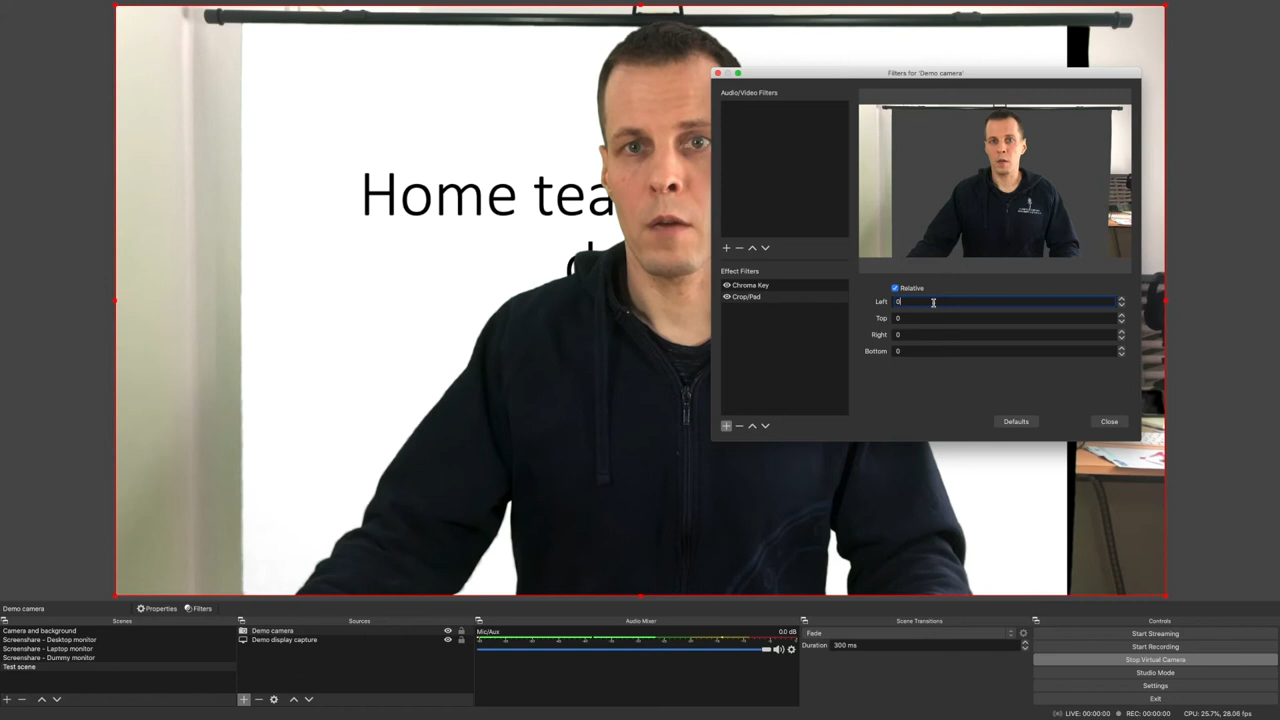 Filters for 'Demo camera'
Audio/Video Filters
Home tea
Effect Filters
Chroma Key
Crop/Pad
Relative
Left 0
Top 0
Right 0
Bottom 0
Defaults
Close
Demo camera
Properties
Filters
Scenes
Sources
Audio Mixer
Scene Transitions
Controls
Camera and background
Screenshare - Desktop monitor
Screenshare - Laptop monitor
Screenshare - Dummy monitor
Test scene
Demo camera
Demo display capture
Mic/Aux
0.0 dB
Fade
Duration 300 ms
Start Streaming
Start Recording
Stop Virtual Camera
Studio Mode
Settings
Exit
LIVE: 00:00:00
REC: 00:00:00
CPU: 25.7%, 28.06 fps